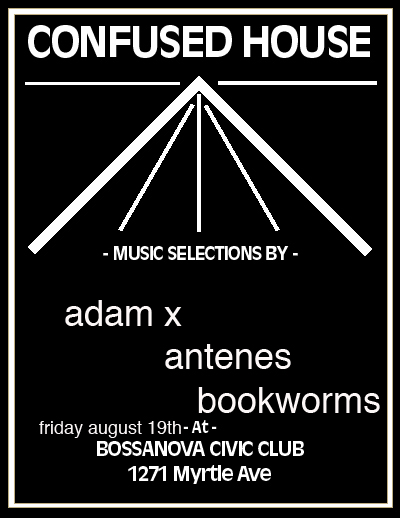 CONFUSED HOUSE
- MUSIC SELECTIONS BY -
adam x
antenes
bookworms
friday august 19th - At -
BOSSANOVA CIVIC CLUB
1271 Myrtle Ave